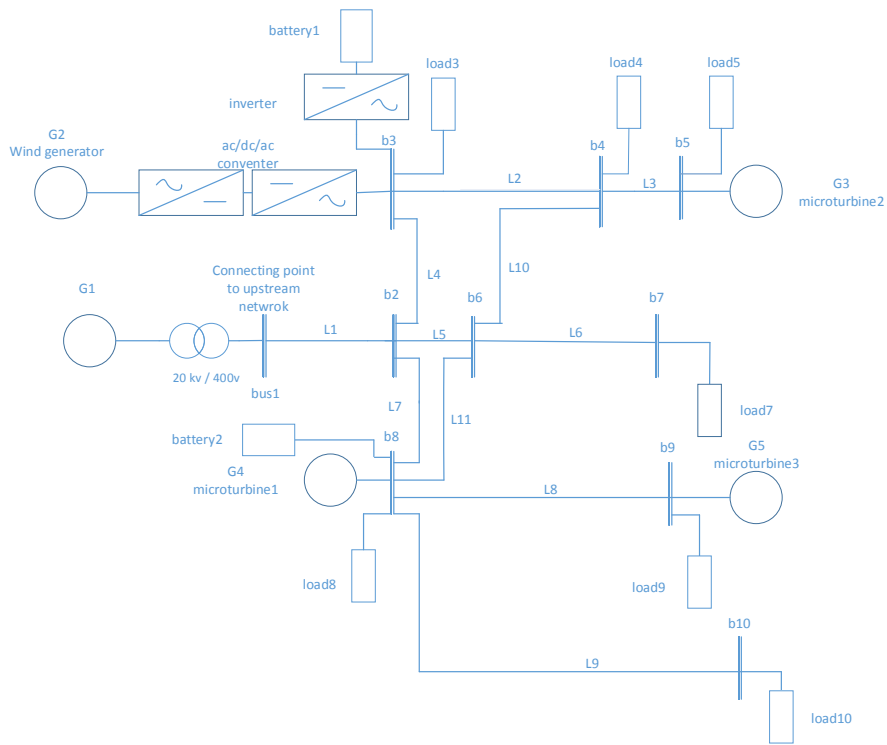 battery1
load3
load4
load5
inverter
G2
Wind generator
ac/dc/ac
conventer
b3
b4
b5
L2
L3
G3
microturbine2
Connecting point
to upstream
netwrok
L4
L10
G1
b2
b6
b7
L1
L5
L6
20 kv / 400v
bus1
L7
L11
load7
battery2
b8
b9
G5
microturbine3
G4
microturbine1
L8
load8
load9
b10
L9
load10